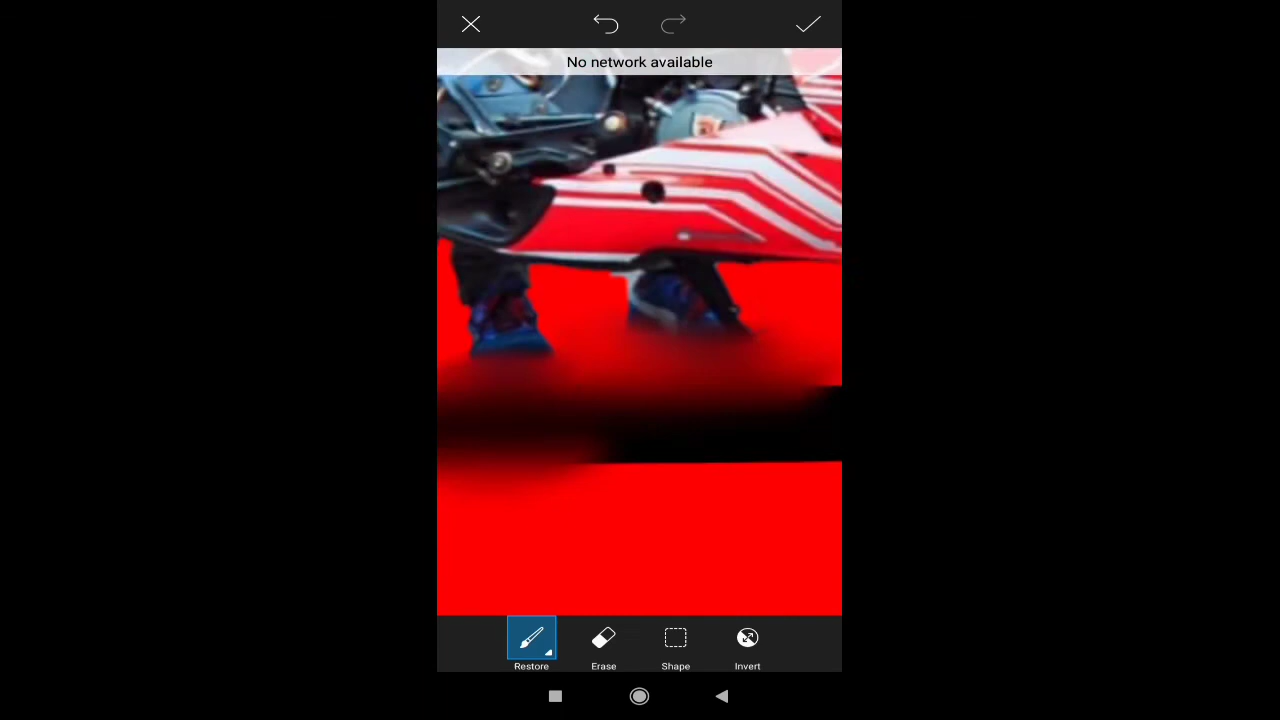 No network available
Restore
Erase
Shape
Invert